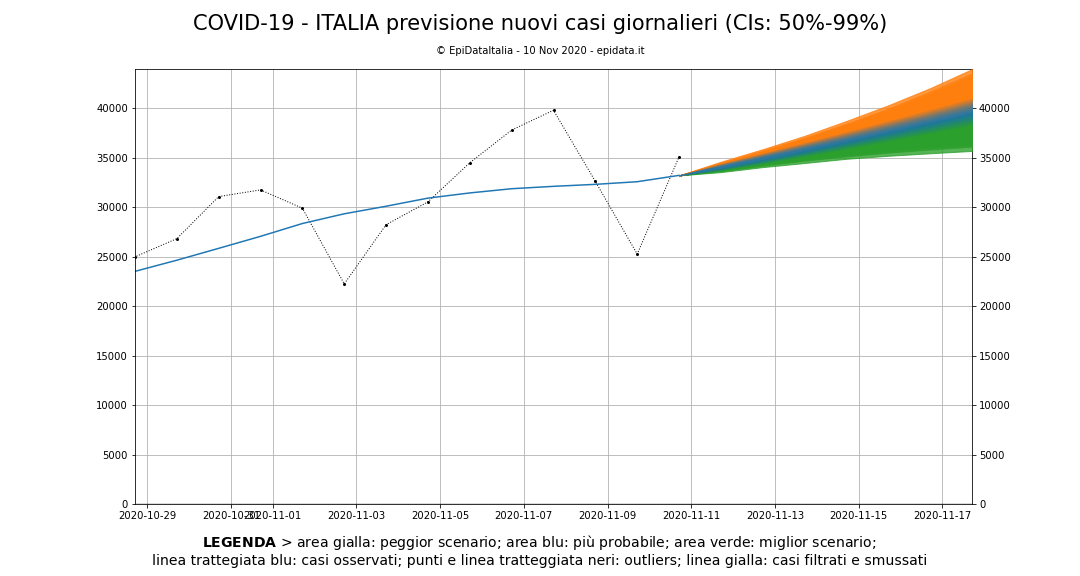 COVID-19 - ITALIA previsione nuovi casi giornalieri (CIs: 50%-99%)
© EpiDataItalia - 10 Nov 2020 - epidata.it
40000 40000
35000 35000
30000 30000
25000 25000
20000 20000
15000 15000
10000 10000
5000 5000
0 0
2020-10-29 2020-10-31 2020-11-01 2020-11-03 2020-11-05 2020-11-07 2020-11-09 2020-11-11 2020-11-13 2020-11-15 2020-11-17
LEGENDA > area gialla: peggior scenario; area blu: più probabile; area verde: miglior scenario;
linea trattegiata blu: casi osservati; punti e linea tratteggiata neri: outliers; linea gialla: casi filtrati e smussati